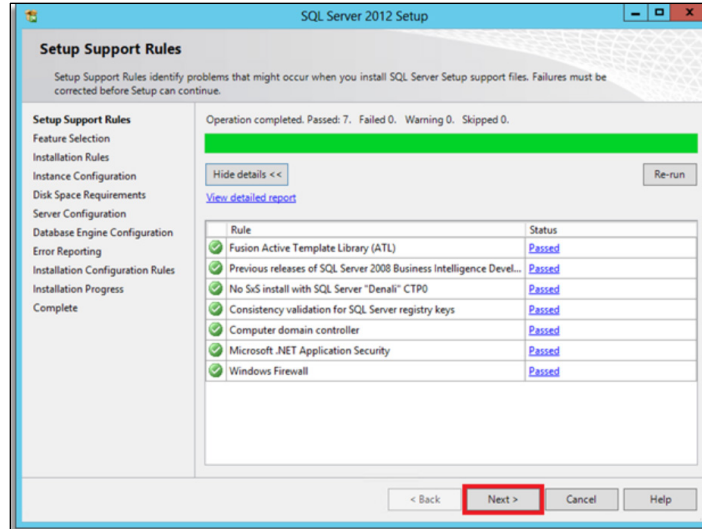 SQL Server 2012 Setup
Setup Support Rules
Setup Support Rules identify problems that might occur when you install SQL Server Setup support files. Failures must be
corrected before Setup can continue.
Setup Support Rules
Feature Selection
Installation Rules
Instance Configuration
Disk Space Requirements
Server Configuration
Database Engine Configuration
Error Reporting
Installation Configuration Rules
Installation Progress
Complete
Operation completed. Passed: 7. Failed 0. Warning 0. Skipped 0.
Hide details <<
Re-run
View detailed report
Rule Status
Fusion Active Template Library (ATL) Passed
Previous releases of SQL Server 2008 Business Intelligence Devel... Passed
No SxS install with SQL Server "Denali" CTP0 Passed
Consistency validation for SQL Server registry keys Passed
Computer domain controller Passed
Microsoft .NET Application Security Passed
Windows Firewall Passed
< Back Next > Cancel Help